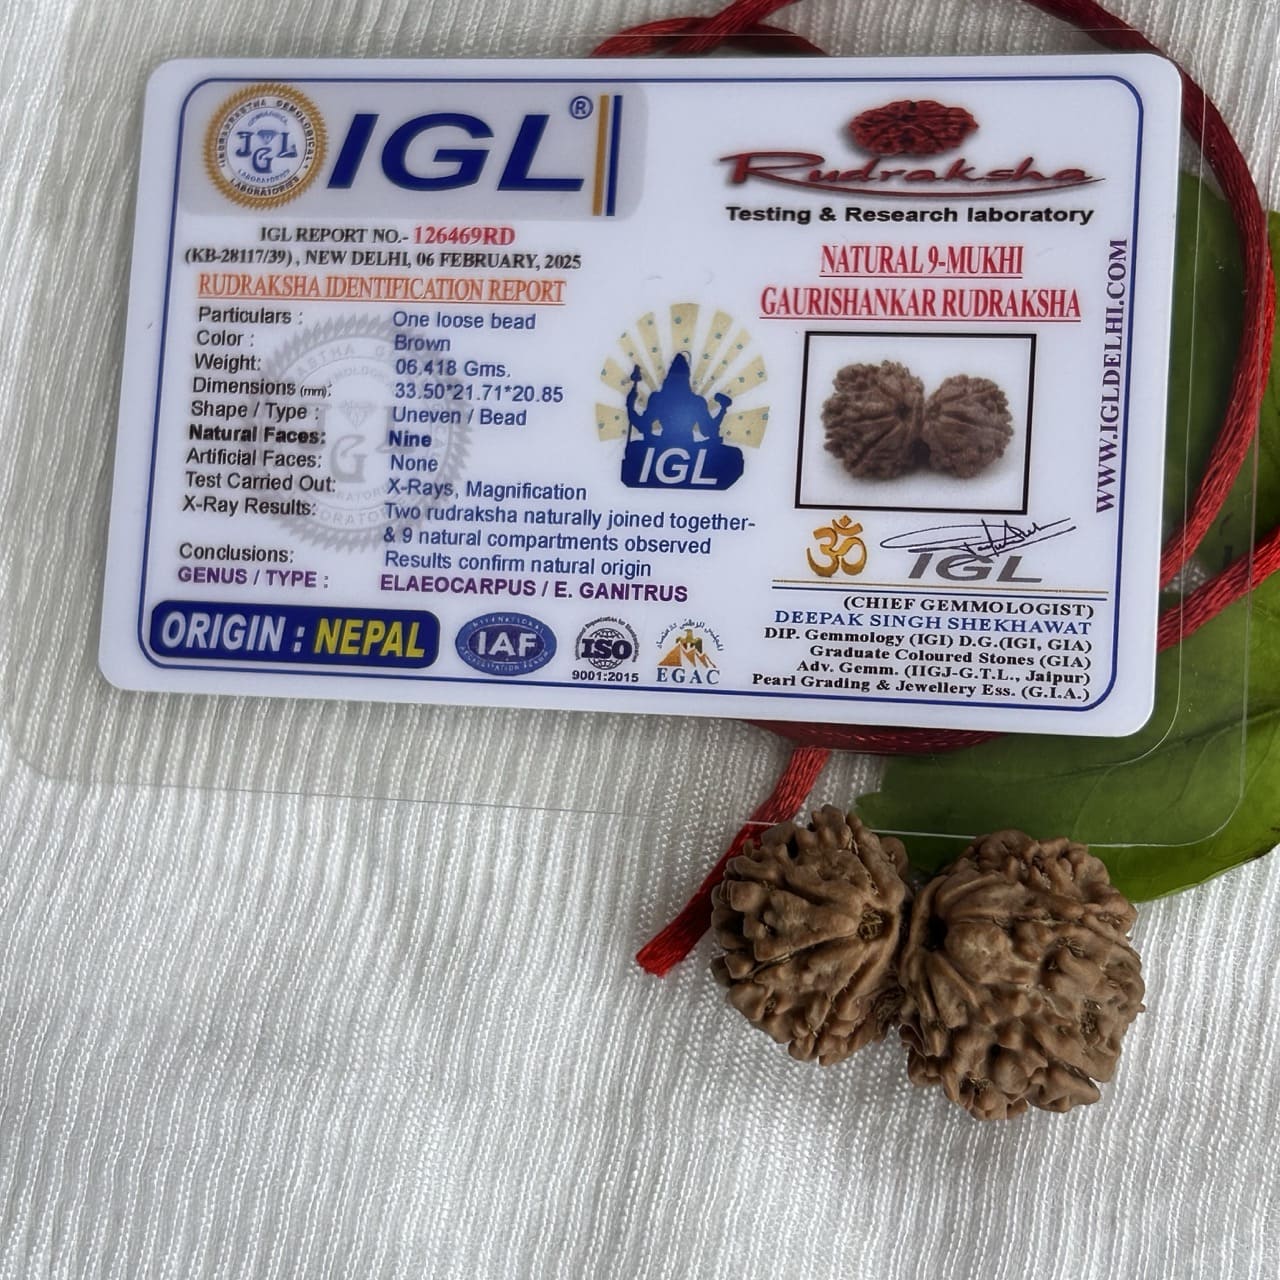 IGL®
IGL REPORT NO.- 126469RD
(KB-28117/39) , NEW DELHI, 06 FEBRUARY, 2025
RUDRAKSHA IDENTIFICATION REPORT
Particulars : One loose bead
Color : Brown
Weight: 06.418 Gms.
Dimensions (mm): 33.50*21.71*20.85
Shape / Type : Uneven / Bead
Natural Faces: Nine
Artificial Faces: None
Test Carried Out: X-Rays, Magnification
X-Ray Results: Two rudraksha naturally joined together-
& 9 natural compartments observed
Conclusions: Results confirm natural origin
GENUS / TYPE : ELAEOCARPUS / E. GANITRUS
ORIGIN : NEPAL
IAF
ISO
9001:2015
EGAC
IGL
Rudraksha
Testing & Research laboratory
NATURAL 9-MUKHI
GAURISHANKAR RUDRAKSHA
WWW.IGLDELHI.COM
ॐ
IGL
(CHIEF GEMMOLOGIST)
DEEPAK SINGH SHEKHAWAT
DIP. Gemmology (IGI) D.G.(IGI, GIA)
Graduate Coloured Stones (GIA)
Adv. Gemm. (IIGJ-G.T.L., Jaipur)
Pearl Grading & Jewellery Ess. (G.I.A.)